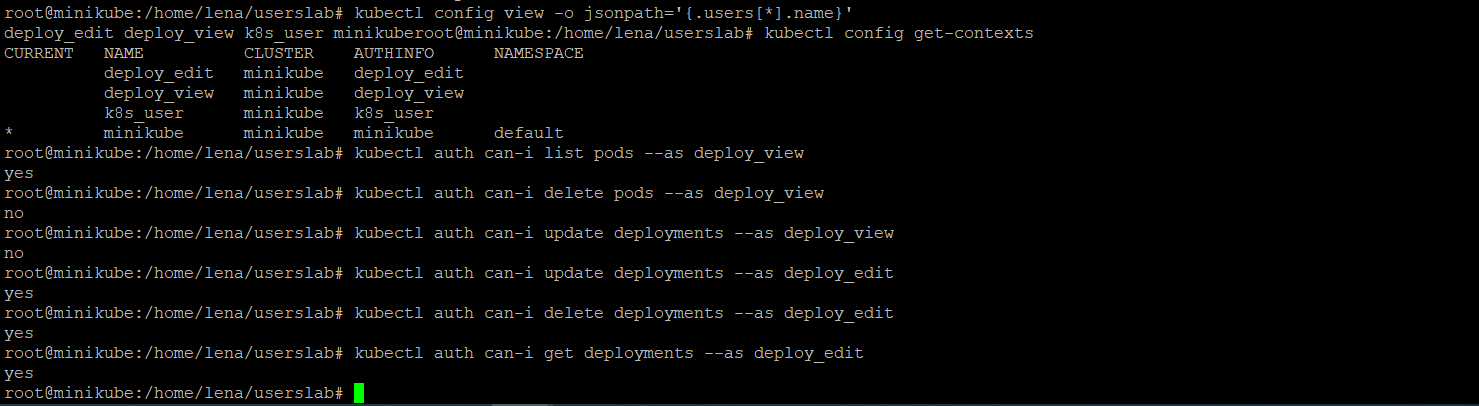 root@minikube:/home/lena/userslab# kubectl config view -o jsonpath='{.users[*].name}'
deploy_edit deploy_view k8s_user minikuberoot@minikube:/home/lena/userslab# kubectl config get-contexts
CURRENT   NAME          CLUSTER    AUTHINFO      NAMESPACE
          deploy_edit   minikube   deploy_edit
          deploy_view   minikube   deploy_view
          k8s_user      minikube   k8s_user
*         minikube      minikube   minikube      default
root@minikube:/home/lena/userslab# kubectl auth can-i list pods --as deploy_view
yes
root@minikube:/home/lena/userslab# kubectl auth can-i delete pods --as deploy_view
no
root@minikube:/home/lena/userslab# kubectl auth can-i update deployments --as deploy_view
no
root@minikube:/home/lena/userslab# kubectl auth can-i update deployments --as deploy_edit
yes
root@minikube:/home/lena/userslab# kubectl auth can-i delete deployments --as deploy_edit
yes
root@minikube:/home/lena/userslab# kubectl auth can-i get deployments --as deploy_edit
yes
root@minikube:/home/lena/userslab#